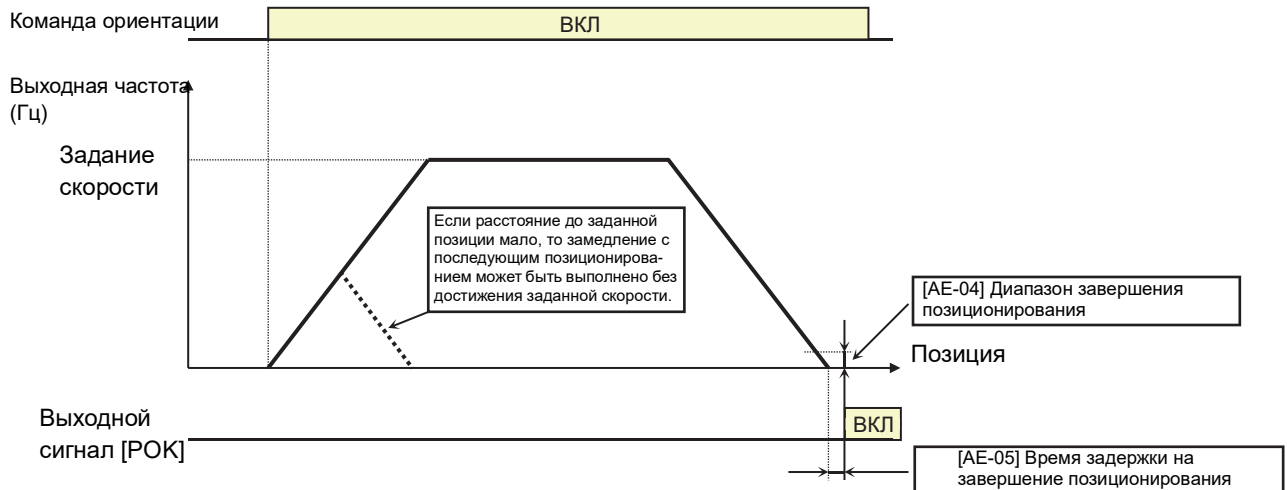 Команда ориентации
ВКЛ
Выходная частота
(Гц)
Задание
скорости
Если расстояние до заданной
позиции мало, то замедление с
последующим позиционирова-
нием может быть выполнено без
достижения заданной скорости.
[AE-04] Диапазон завершения
позиционирования
Позиция
Выходной
сигнал [POK]
ВКЛ
[AE-05] Время задержки на
завершение позиционирования